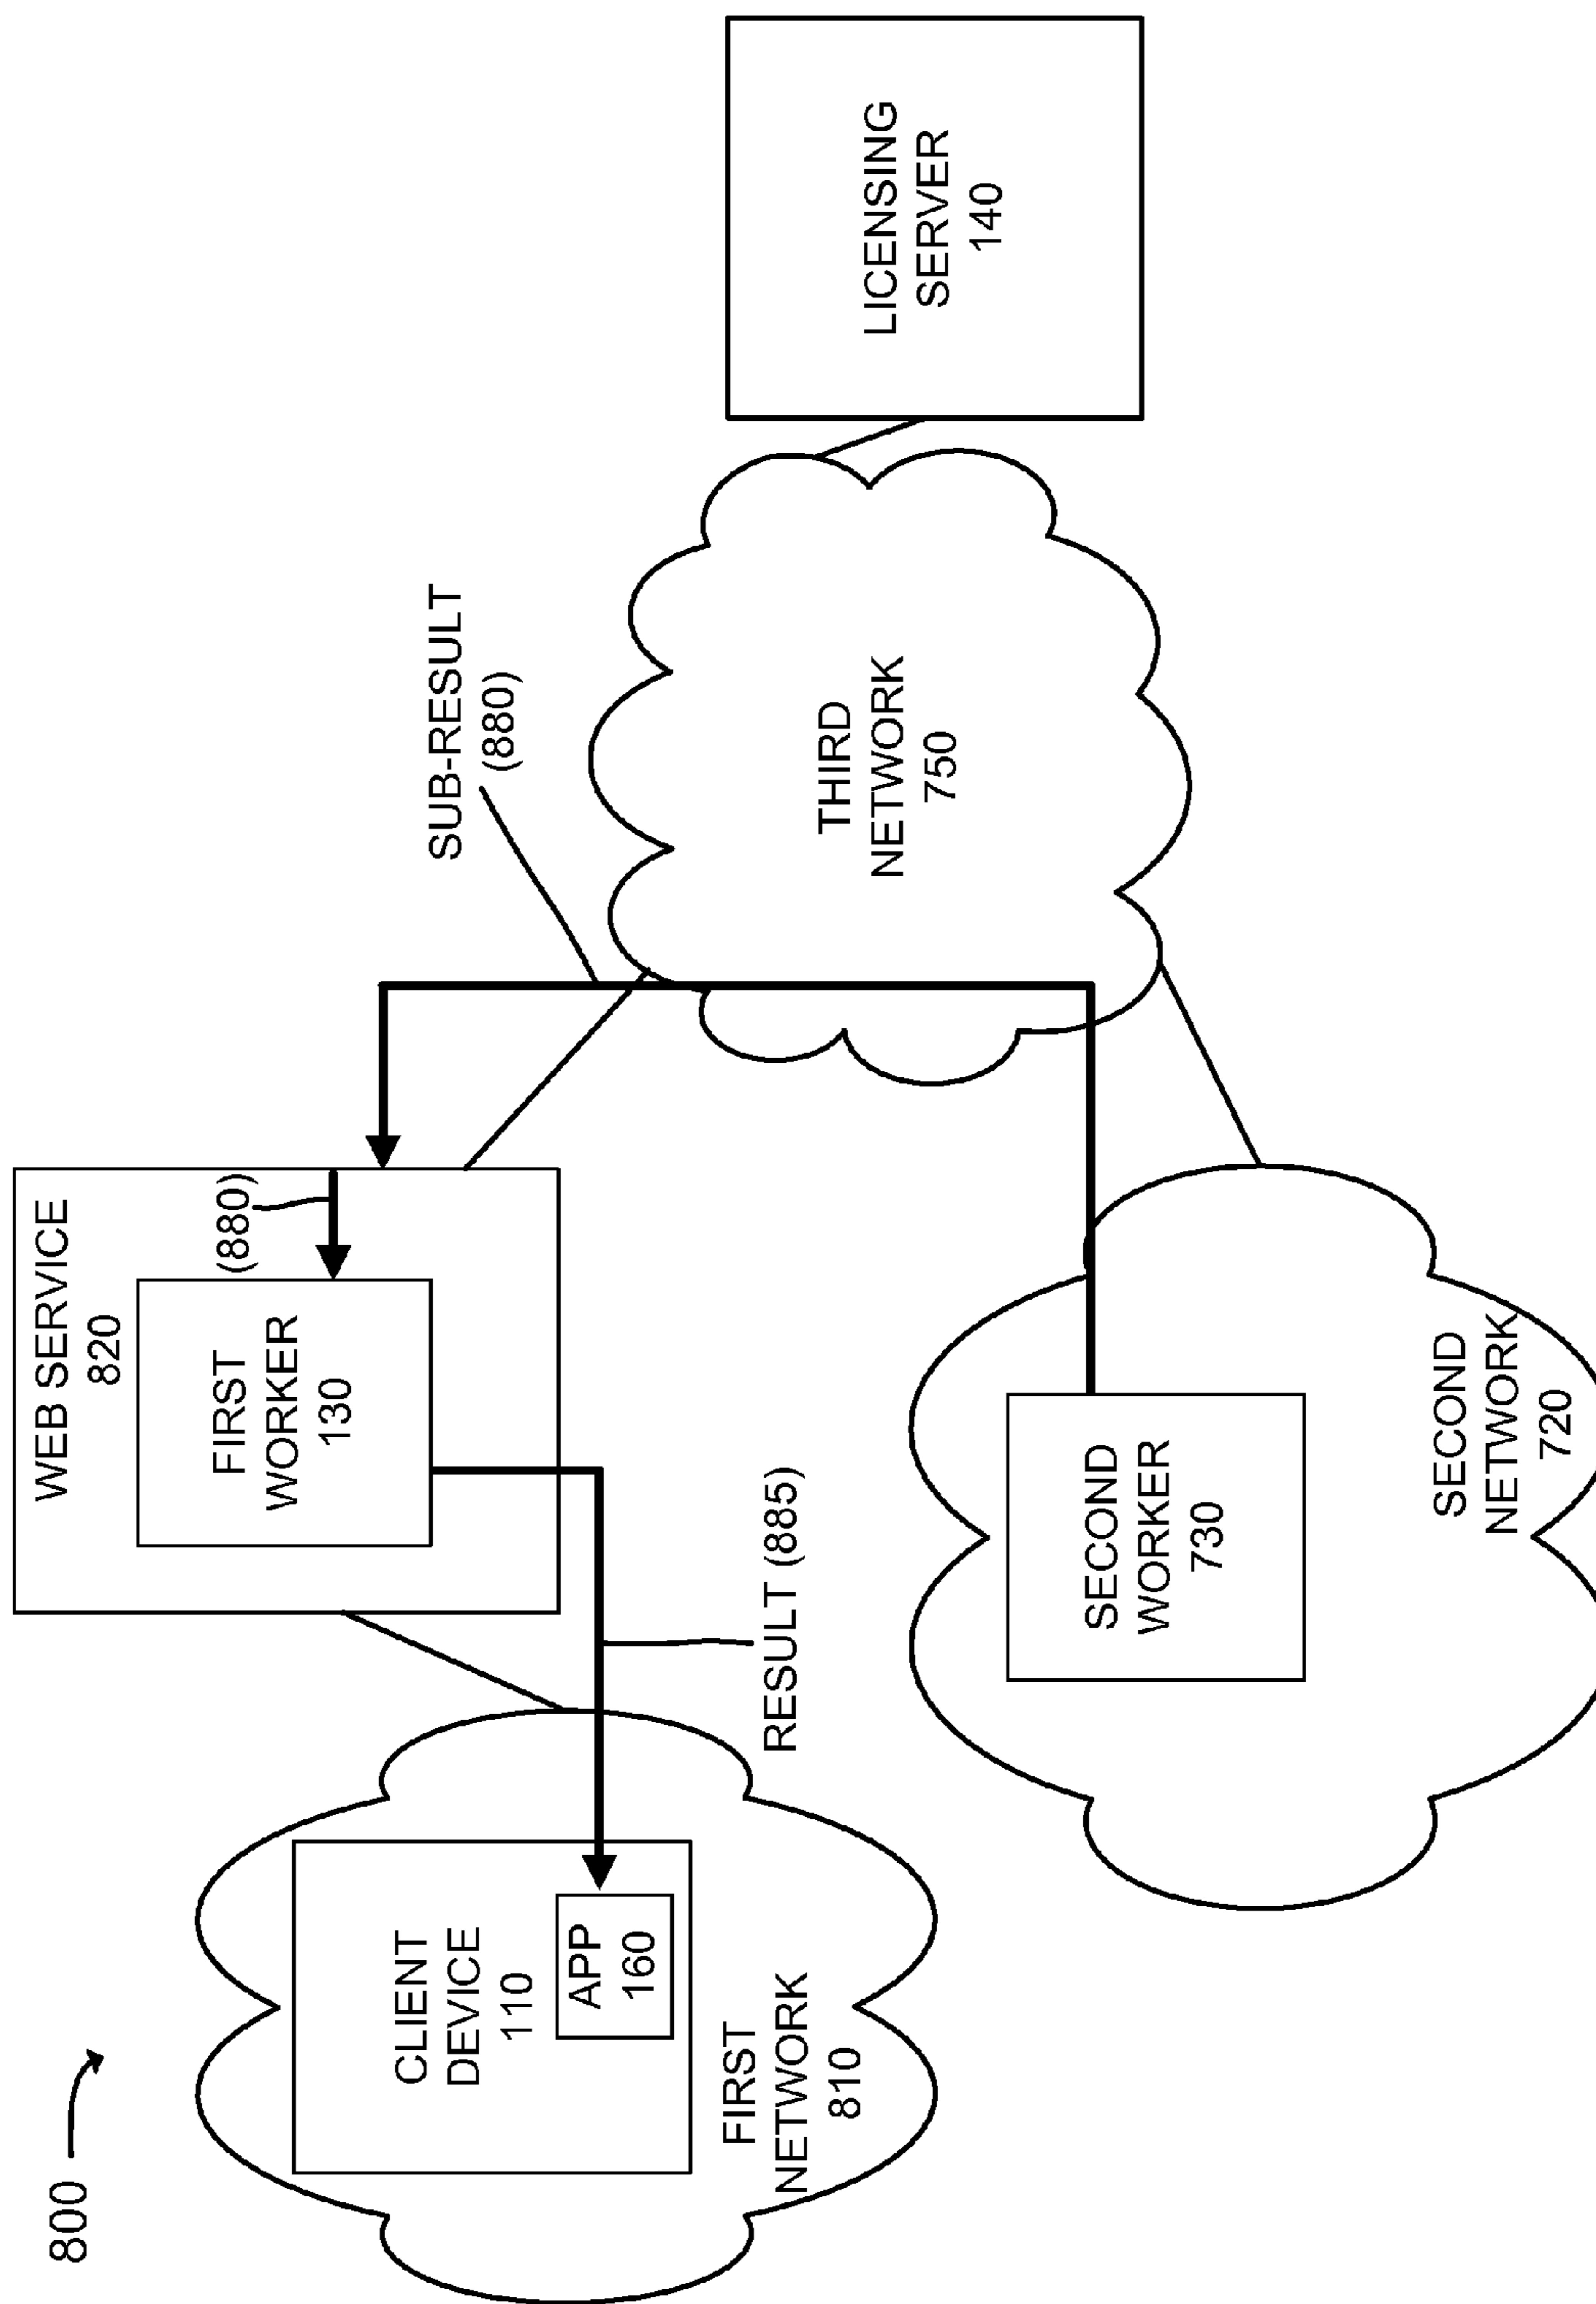 800
WEB SERVICE
820
(880)
FIRST
WORKER
130
SUB-RESULT
(880)
CLIENT
DEVICE
110
APP
160
FIRST
NETWORK
810
RESULT (885)
THIRD
NETWORK
750
LICENSING
SERVER
140
SECOND
WORKER
730
SECOND
NETWORK
720